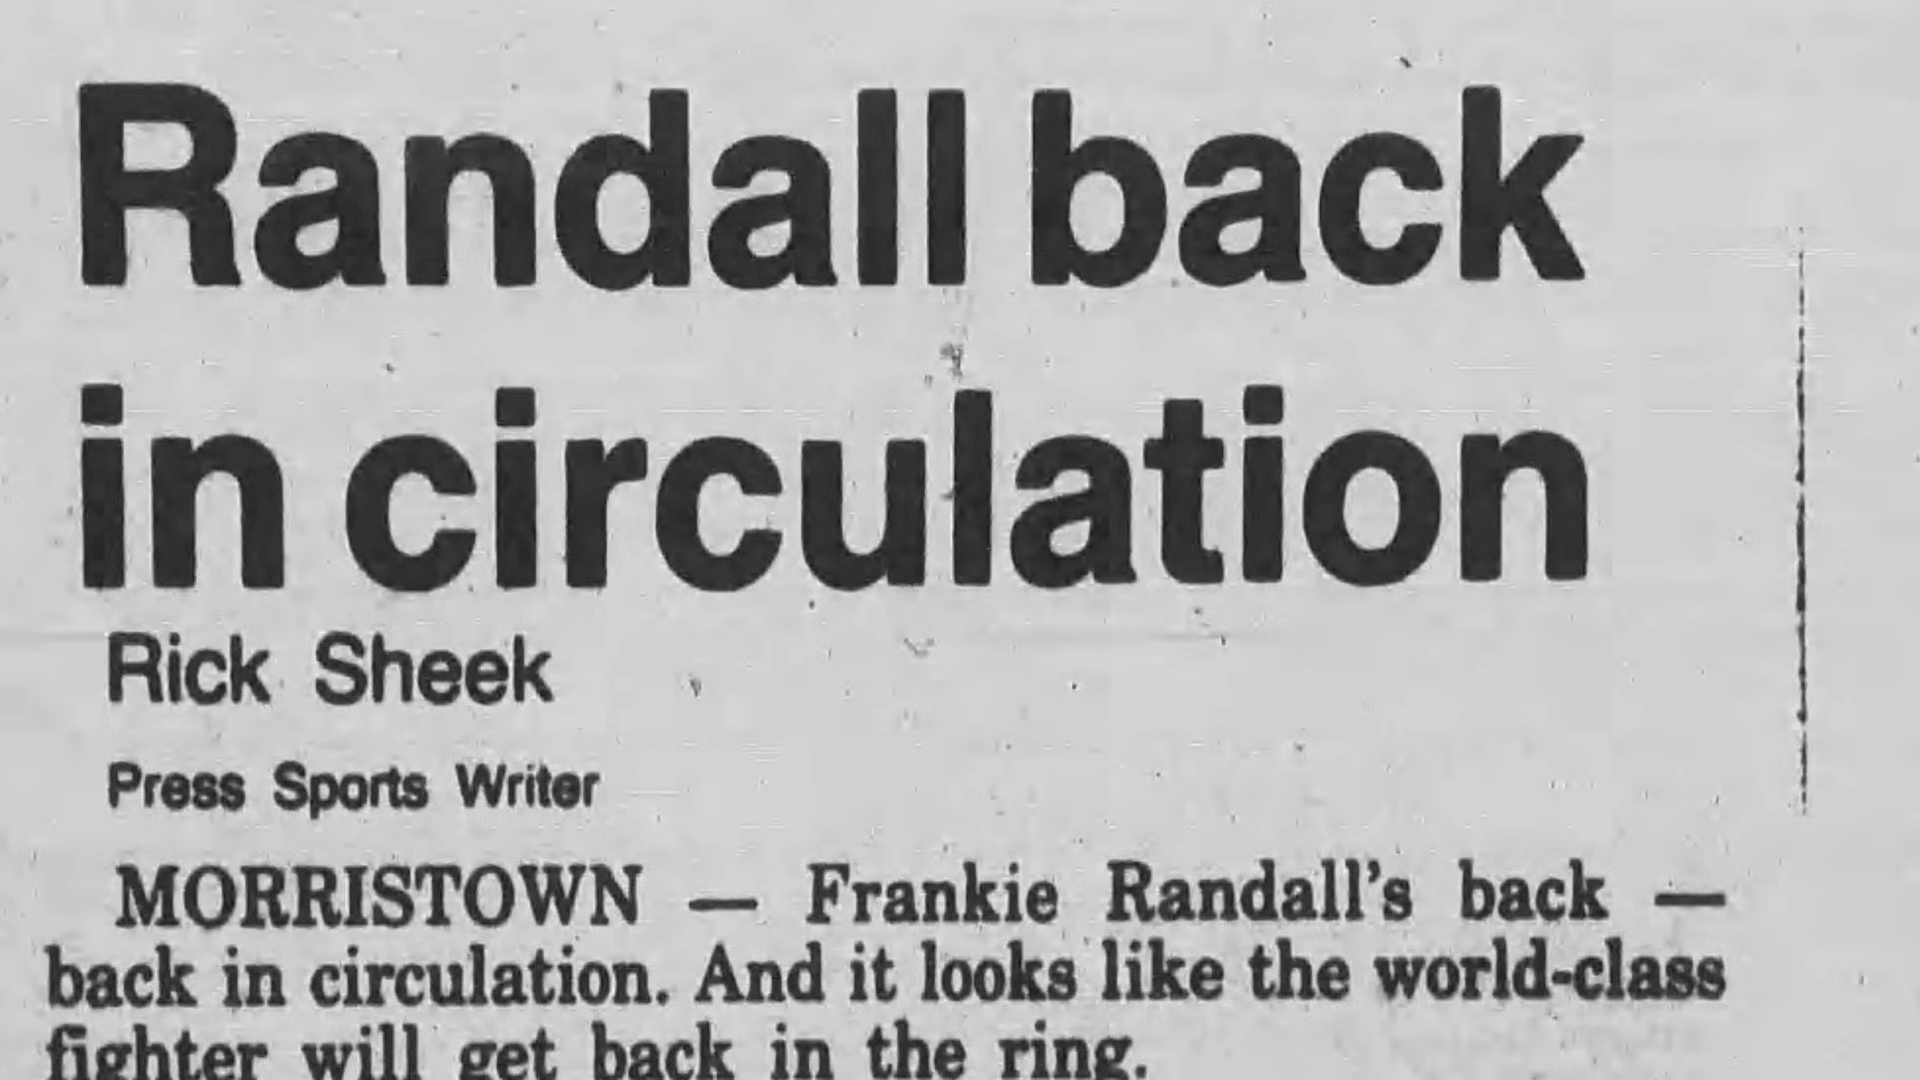 Randall back
in circulation
Rick Sheek
Press Sports Writer
MORRISTOWN — Frankie Randall's back —
back in circulation. And it looks like the world-class
fighter will get back in the ring.